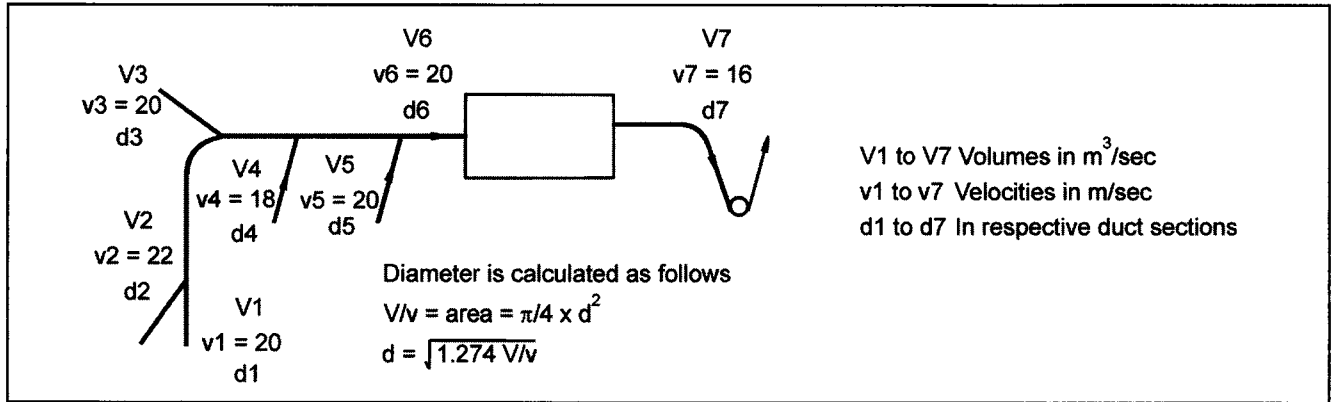 V6
v6 = 20
d6
V7
v7 = 16
d7
V3
v3 = 20
d3
V4
v4 = 18
d4
V5
v5 = 20
d5
V2
v2 = 22
d2
V1
v1 = 20
d1
Diameter is calculated as follows
V/v = area = π/4 x d²
d = √1.274 V/v
V1 to V7 Volumes in m³/sec
v1 to v7 Velocities in m/sec
d1 to d7 In respective duct sections